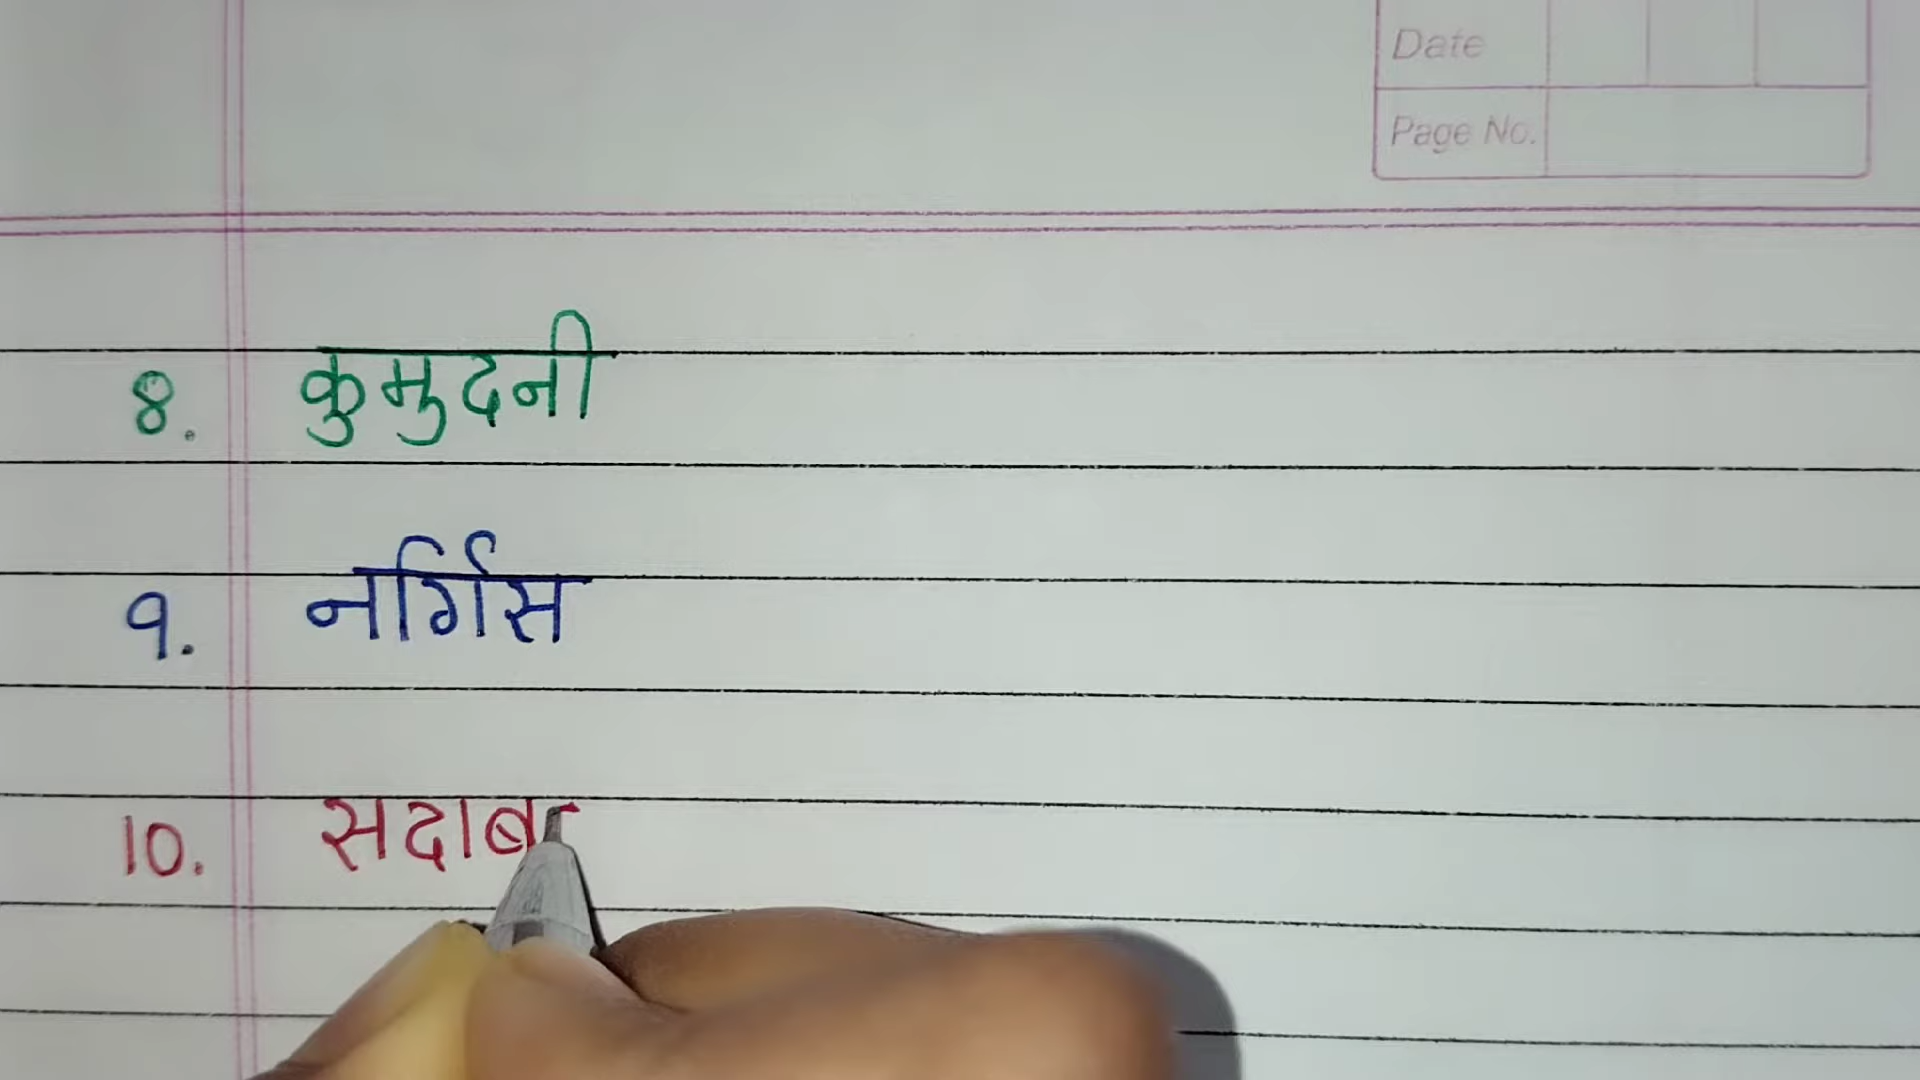 Date
Page No.
8. कुमुदनी
9. नर्गिस
10. सदाब